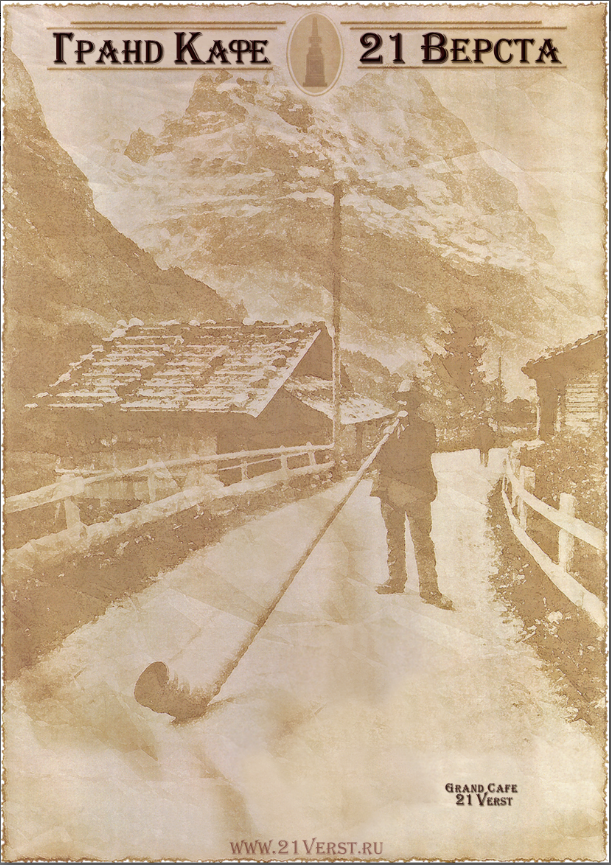 Гранд Кафе 21 Верста
Grand Cafe
21 Verst
www.21Verst.ru